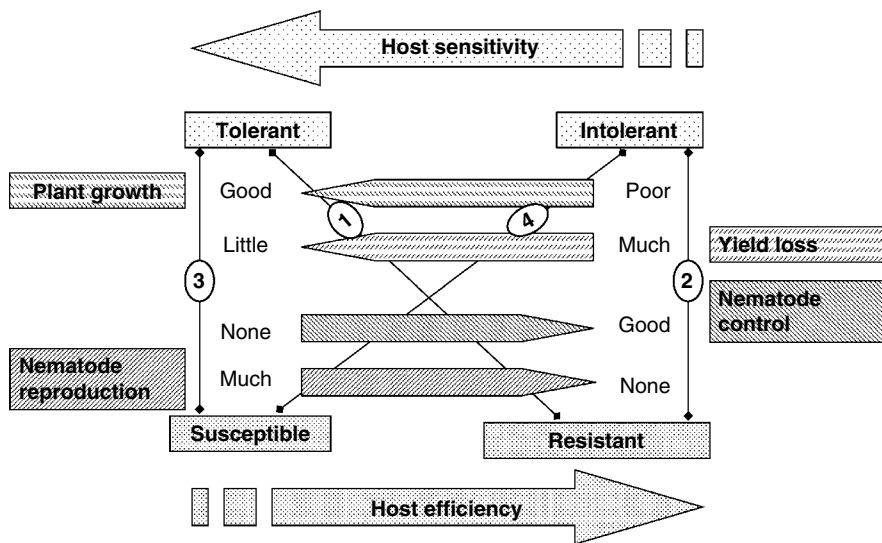 Host sensitivity
Tolerant
Intolerant
Plant growth
Good
Poor
1
4
Little
Much
Yield loss
3
2
Nematode
control
None
Good
Nematode
reproduction
Much
None
Susceptible
Resistant
Host efficiency